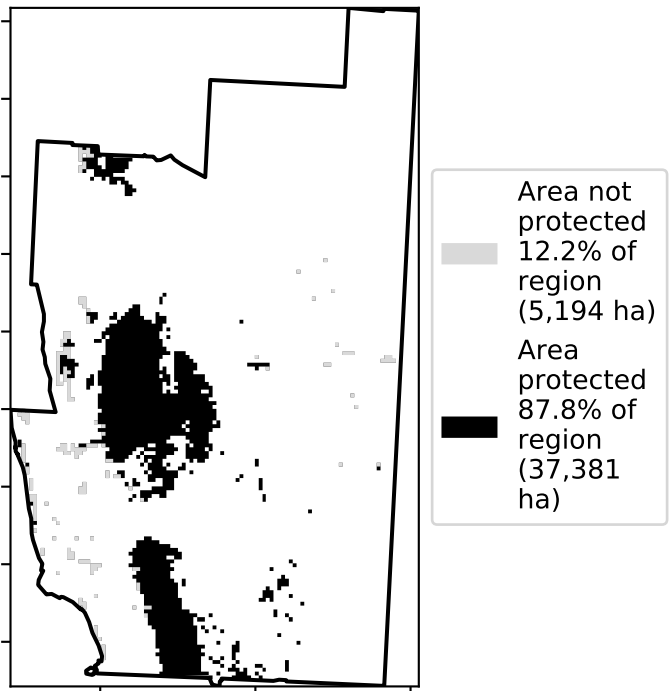 Area not
protected
12.2% of
region
(5,194 ha)
Area
protected
87.8% of
region
(37,381
ha)